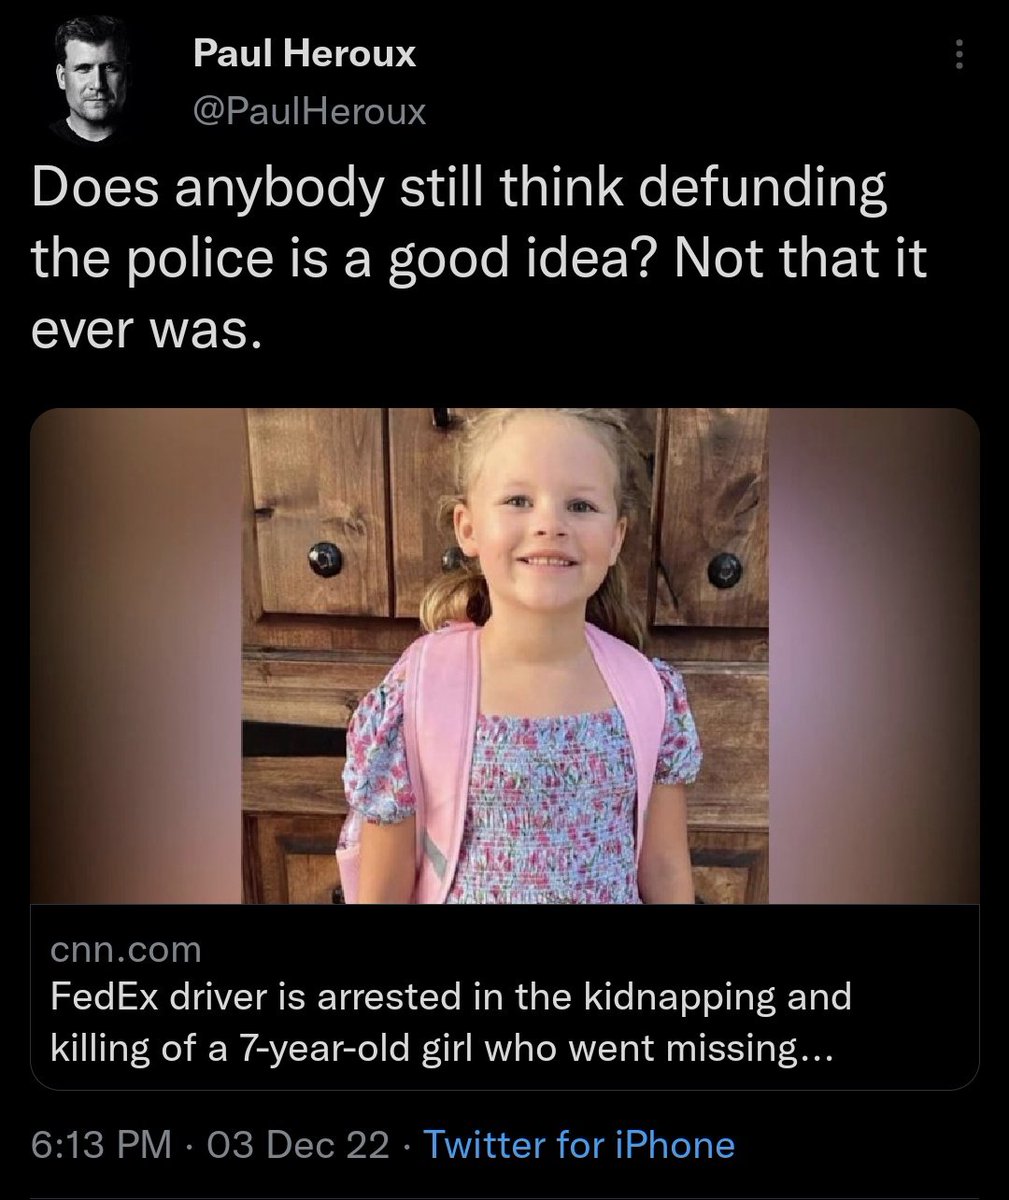 Paul Heroux
@PaulHeroux
Does anybody still think defunding
the police is a good idea? Not that it
ever was.
cnn.com
FedEx driver is arrested in the kidnapping and
killing of a 7-year-old girl who went missing...
6:13 PM · 03 Dec 22 · Twitter for iPhone